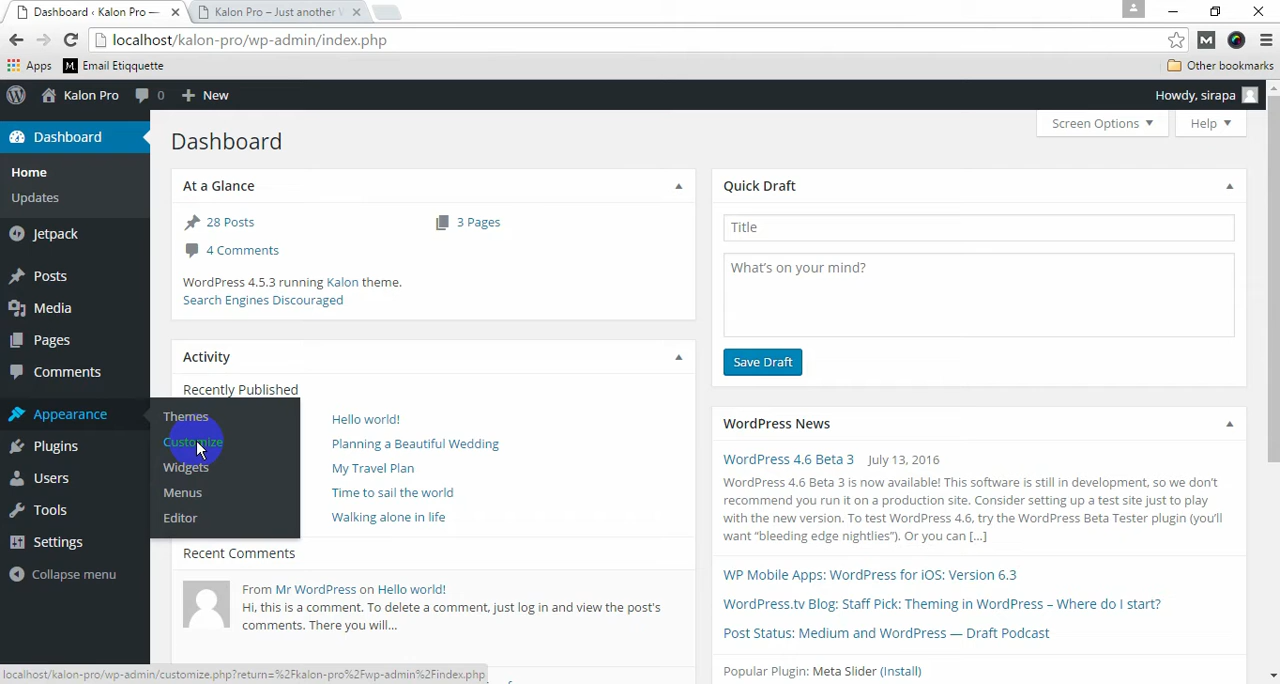 Dashboard ‹ Kalon Pro —
Kalon Pro – Just another
localhost/kalon-pro/wp-admin/index.php
Apps
Email Etiqquette
Other bookmarks
Kalon Pro
0
New
Howdy, sirapa
Dashboard
Home
Updates
Jetpack
Posts
Media
Pages
Comments
Appearance
Plugins
Users
Tools
Settings
Collapse menu
Themes
Customize
Widgets
Menus
Editor
Dashboard
Screen Options
Help
At a Glance
28 Posts
3 Pages
4 Comments
WordPress 4.5.3 running Kalon theme.
Search Engines Discouraged
Activity
Recently Published
Hello world!
Planning a Beautiful Wedding
My Travel Plan
Time to sail the world
Walking alone in life
Recent Comments
From Mr WordPress on Hello world!
Hi, this is a comment. To delete a comment, just log in and view the post's
comments. There you will...
Quick Draft
Title
What's on your mind?
Save Draft
WordPress News
WordPress 4.6 Beta 3 July 13, 2016
WordPress 4.6 Beta 3 is now available! This software is still in development, so we don't
recommend you run it on a production site. Consider setting up a test site just to play
with the new version. To test WordPress 4.6, try the WordPress Beta Tester plugin (you'll
want “bleeding edge nightlies”). Or you can […]
WP Mobile Apps: WordPress for iOS: Version 6.3
WordPress.tv Blog: Staff Pick: Theming in WordPress – Where do I start?
Post Status: Medium and WordPress — Draft Podcast
Popular Plugin: Meta Slider (Install)
localhost/kalon-pro/wp-admin/customize.php?return=%2Fkalon-pro%2Fwp-admin%2Findex.php